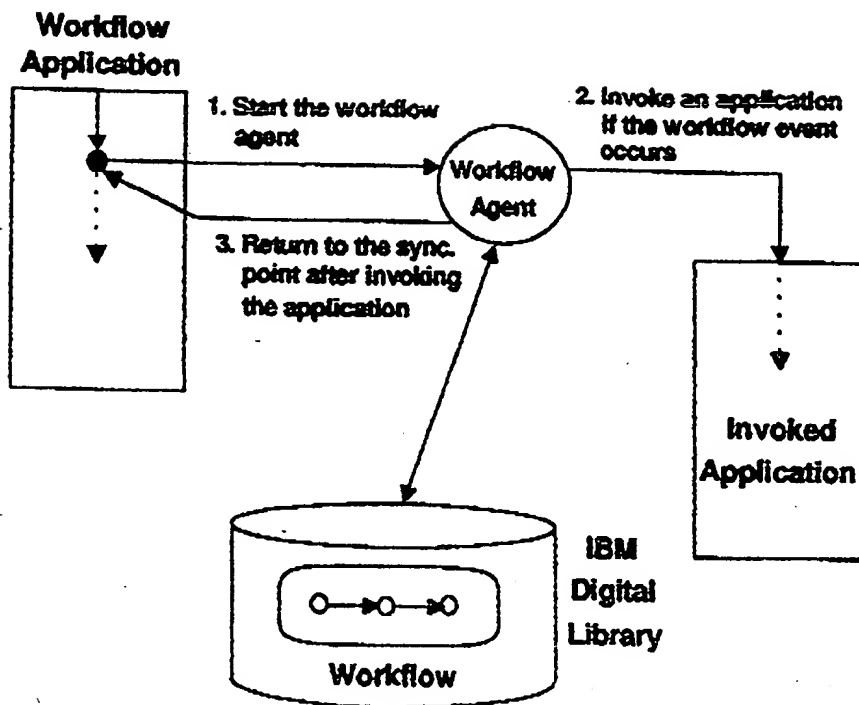 Workflow
Application
1. Start the workflow
agent
2. Invoke an application
if the workflow event
occurs
Workflow
Agent
3. Return to the sync.
point after invoking
the application
Invoked
Application
IBM
Digital
Library
Workflow